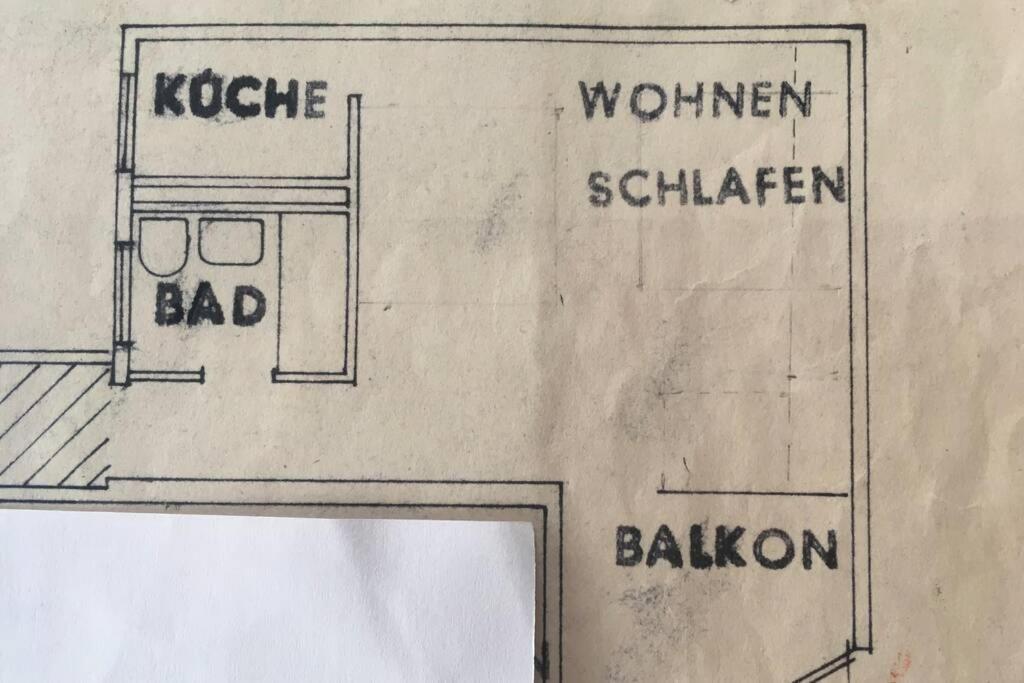 KÜCHE
WOHNEN
SCHLAFEN
BAD
BALKON